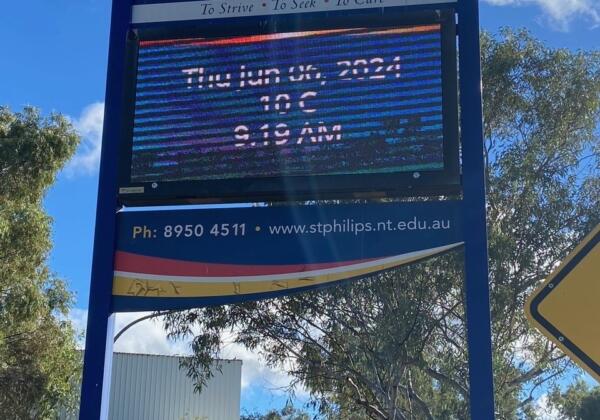 To Strive • To Seek • To Care
Thu Jun 06, 2024
10 C
9:19 AM
Ph: 8950 4511 • www.stphilips.nt.edu.au